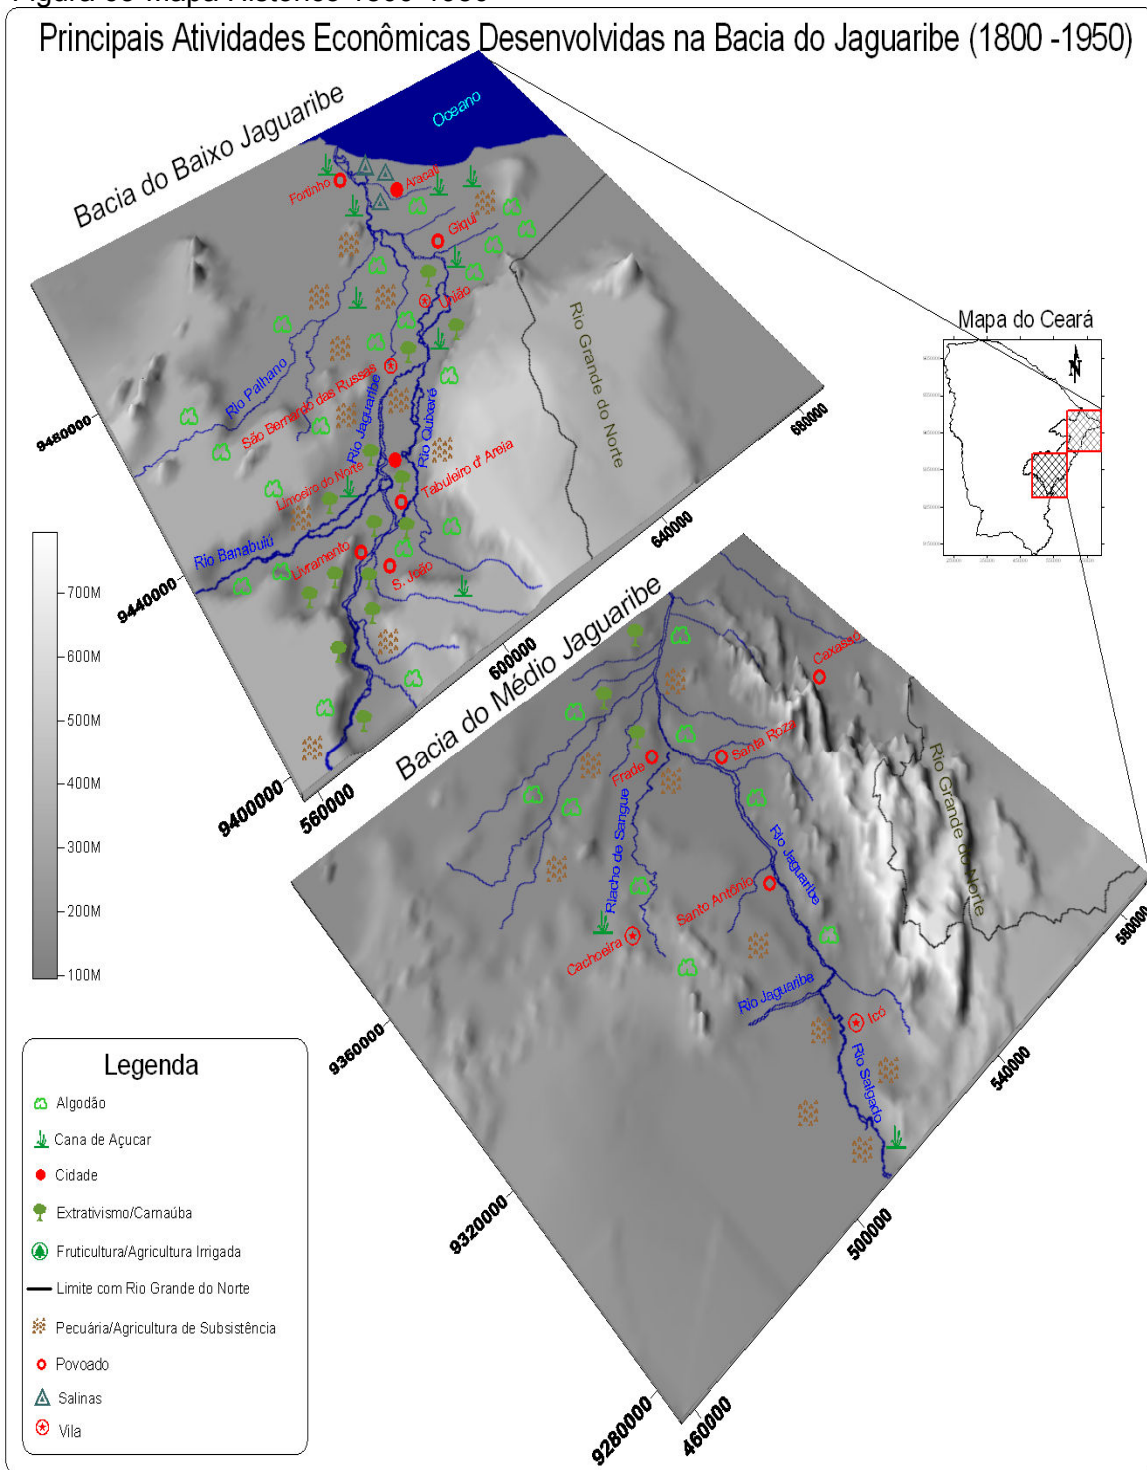 Principais Atividades Econômicas Desenvolvidas na Bacia do Jaguaribe (1800 -1950)
Bacia do Baixo Jaguaribe
Oceano
Fortinho
Aracati
Giqui
União
Rio Palhano
São Bernardo das Russas
Rio Jaguaribe
Rio Quixeré
Rio Grande do Norte
Limoeiro do Norte
Tabuleiro d' Areia
Rio Banabuiú
Livramento
S. João
9480000
9440000
9400000
560000
600000
640000
680000
Mapa do Ceará
N
700M
600M
500M
400M
300M
200M
100M
Bacia do Médio Jaguaribe
Caxassó
Santa Roza
Frade
Riacho de Sangue
Rio Jaguaribe
Rio Grande do Norte
Santo Antônio
Cachoeira
Rio Jaguaribe
Icó
Rio Salgado
9360000
9320000
9280000
460000
500000
540000
580000
Legenda
Algodão
Cana de Açucar
Cidade
Extrativismo/Carnaúba
Fruticultura/Agricultura Irrigada
Limite com Rio Grande do Norte
Pecuária/Agricultura de Subsistência
Povoado
Salinas
Vila